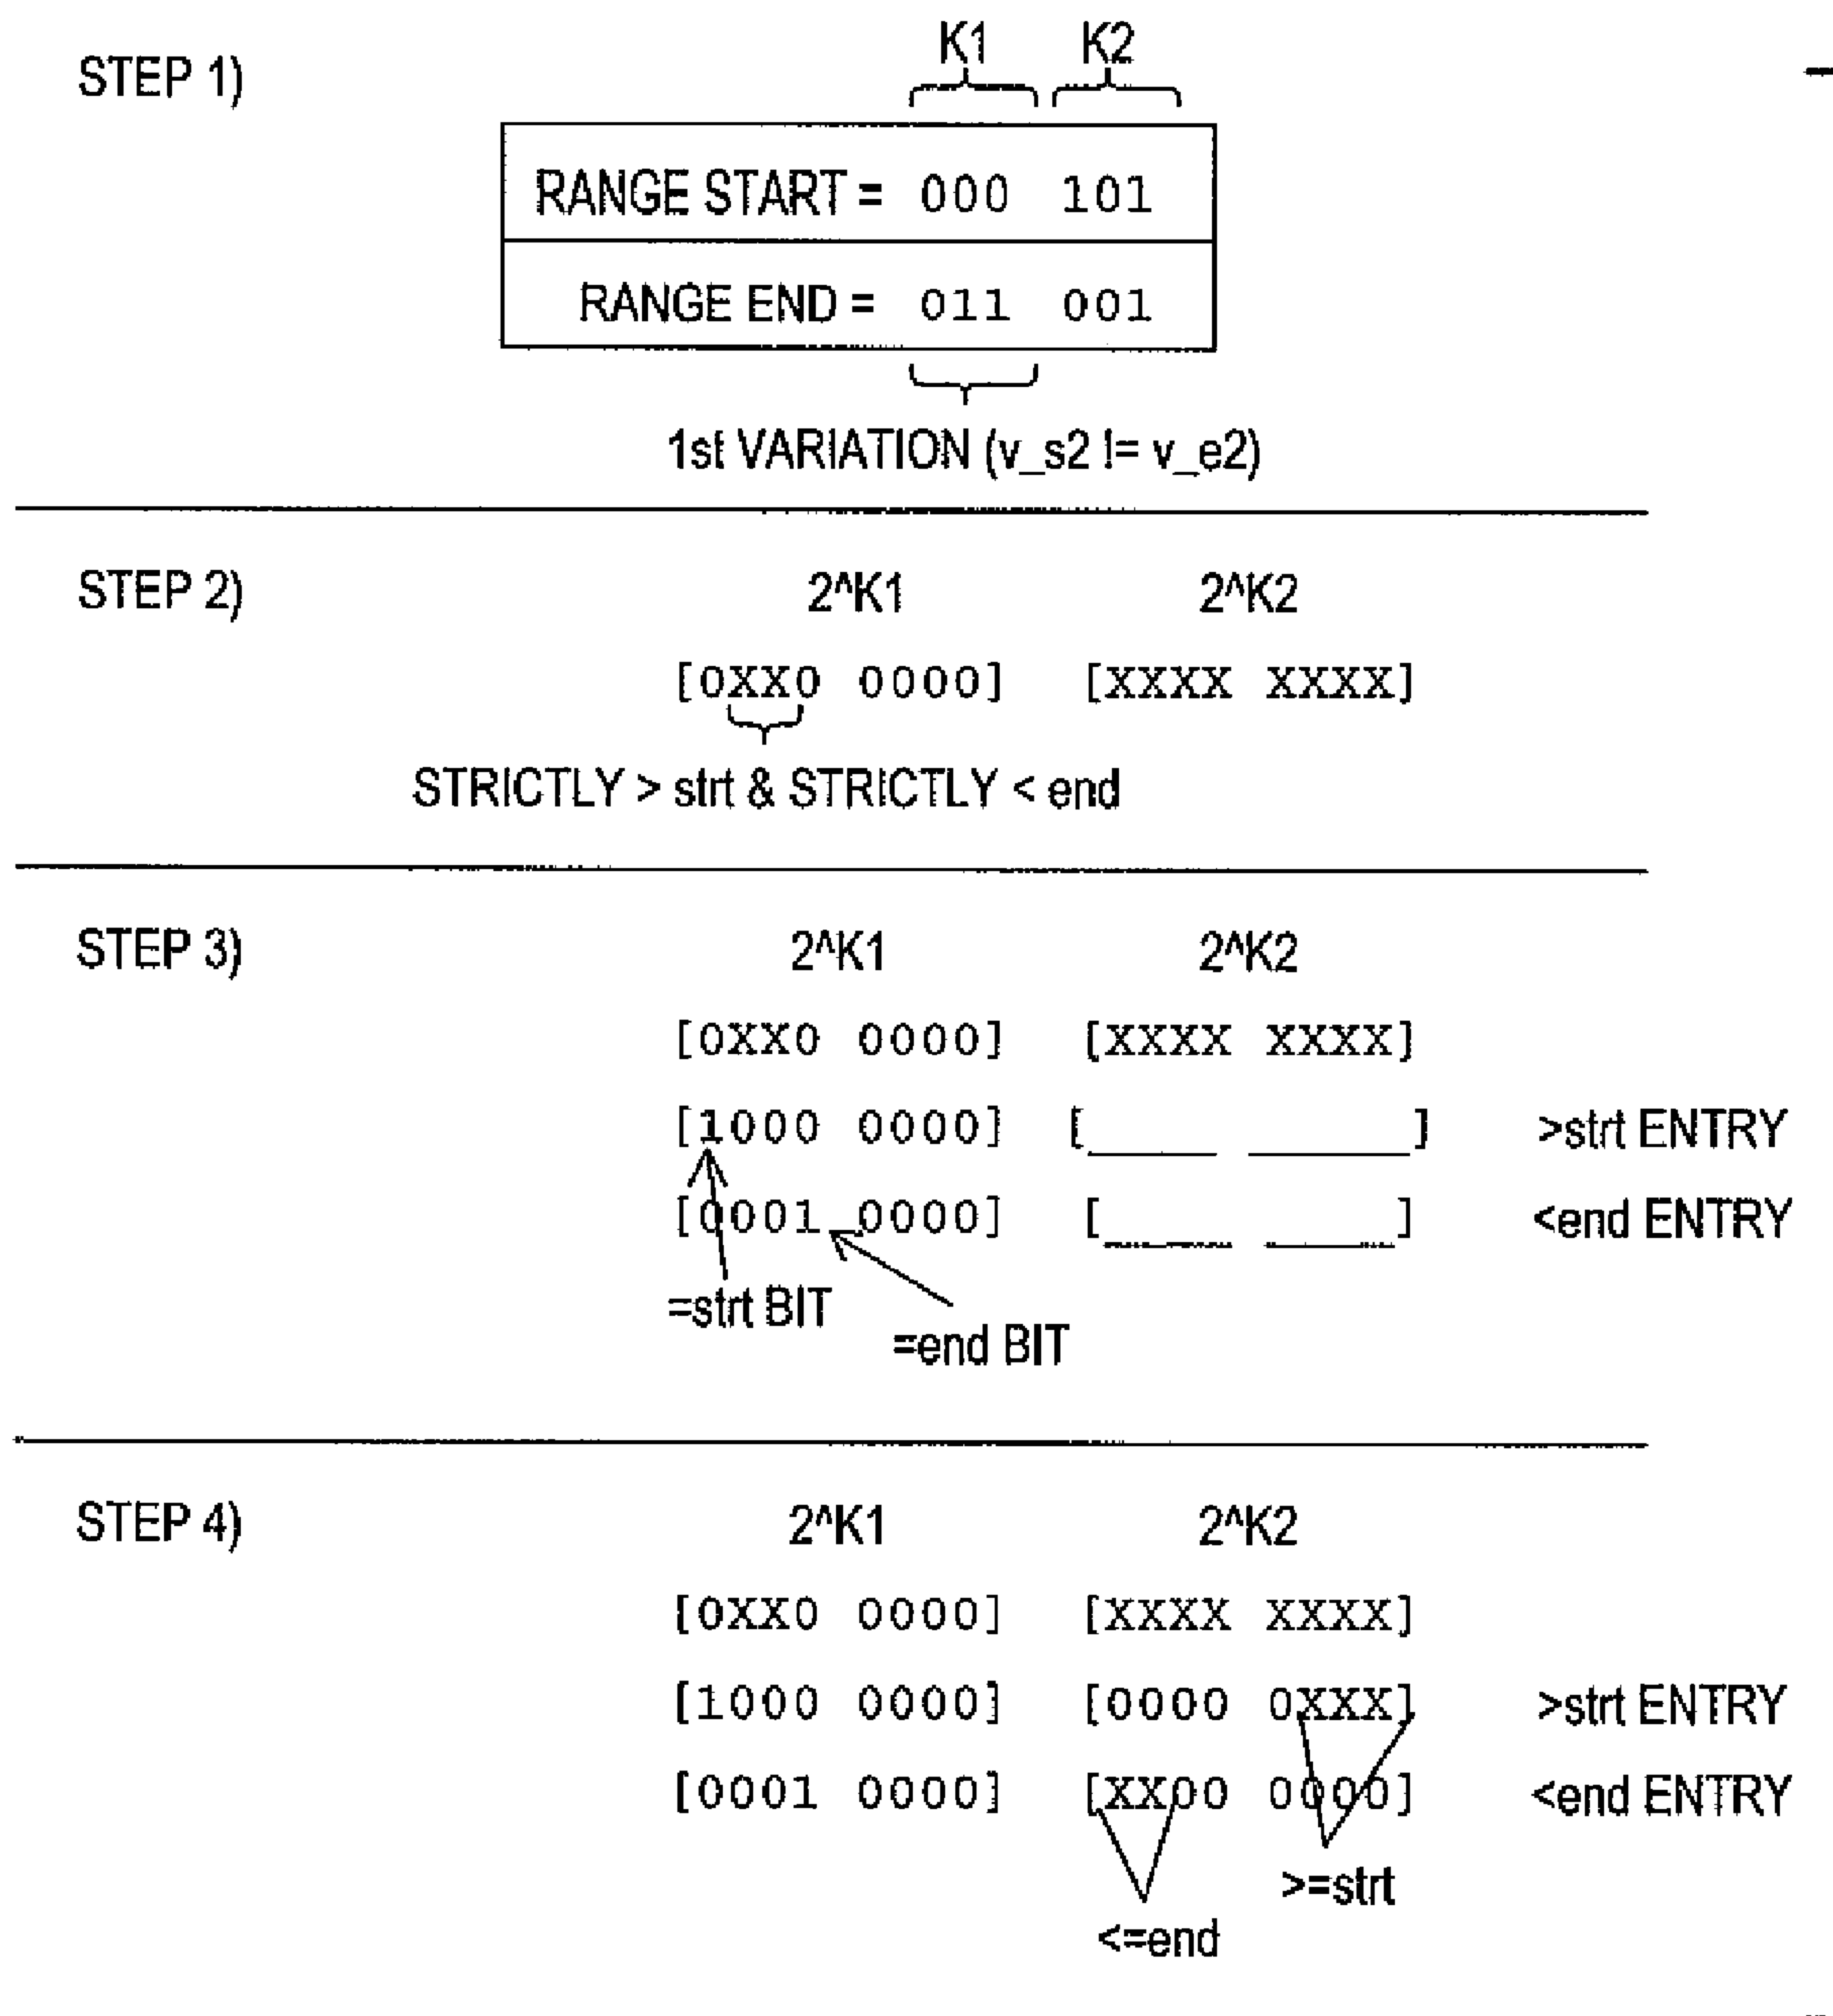 STEP 1)
K1 K2
RANGE START = 000 101
RANGE END = 011 001
1st VARIATION (v_s2 != v_e2)
STEP 2)
2^K1 2^K2
[0XX0 0000] [XXXX XXXX]
STRICTLY > strt & STRICTLY < end
STEP 3)
2^K1 2^K2
[0XX0 0000] [XXXX XXXX]
[1000 0000] [____ ____] >strt ENTRY
[0001 0000] [____ ____] <end ENTRY
=strt BIT
=end BIT
STEP 4)
2^K1 2^K2
[0XX0 0000] [XXXX XXXX]
[1000 0000] [0000 0XXX] >strt ENTRY
[0001 0000] [XX00 0000] <end ENTRY
>=strt
<=end